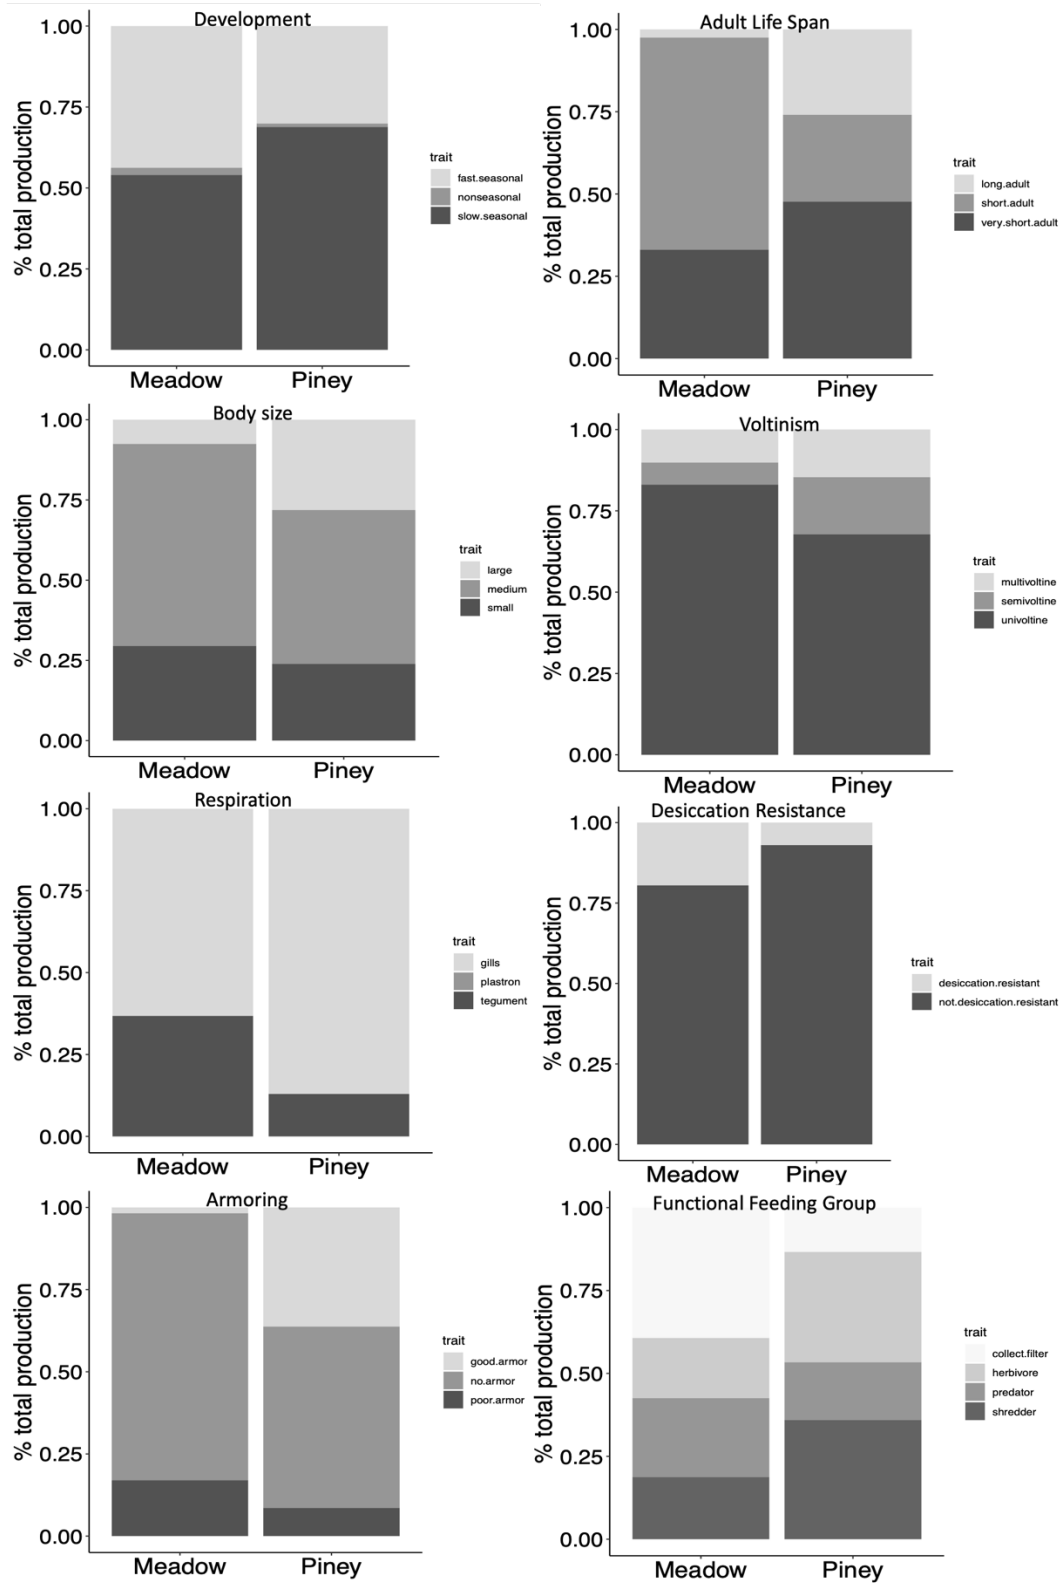 Development
1.00
0.75
0.50
0.25
0.00
% total production
Meadow Piney
trait
fast.seasonal
nonseasonal
slow.seasonal
Adult Life Span
1.00
0.75
0.50
0.25
0.00
% total production
Meadow Piney
trait
long.adult
short.adult
very.short.adult
Body size
1.00
0.75
0.50
0.25
0.00
% total production
Meadow Piney
trait
large
medium
small
Voltinism
1.00
0.75
0.50
0.25
0.00
% total production
Meadow Piney
trait
multivoltine
semivoltine
univoltine
Respiration
1.00
0.75
0.50
0.25
0.00
% total production
Meadow Piney
trait
gills
plastron
tegument
Desiccation Resistance
1.00
0.75
0.50
0.25
0.00
% total production
Meadow Piney
trait
desiccation.resistant
not.desiccation.resistant
Armoring
1.00
0.75
0.50
0.25
0.00
% total production
Meadow Piney
trait
good.armor
no.armor
poor.armor
Functional Feeding Group
1.00
0.75
0.50
0.25
0.00
% total production
Meadow Piney
trait
collect.filter
herbivore
predator
shredder